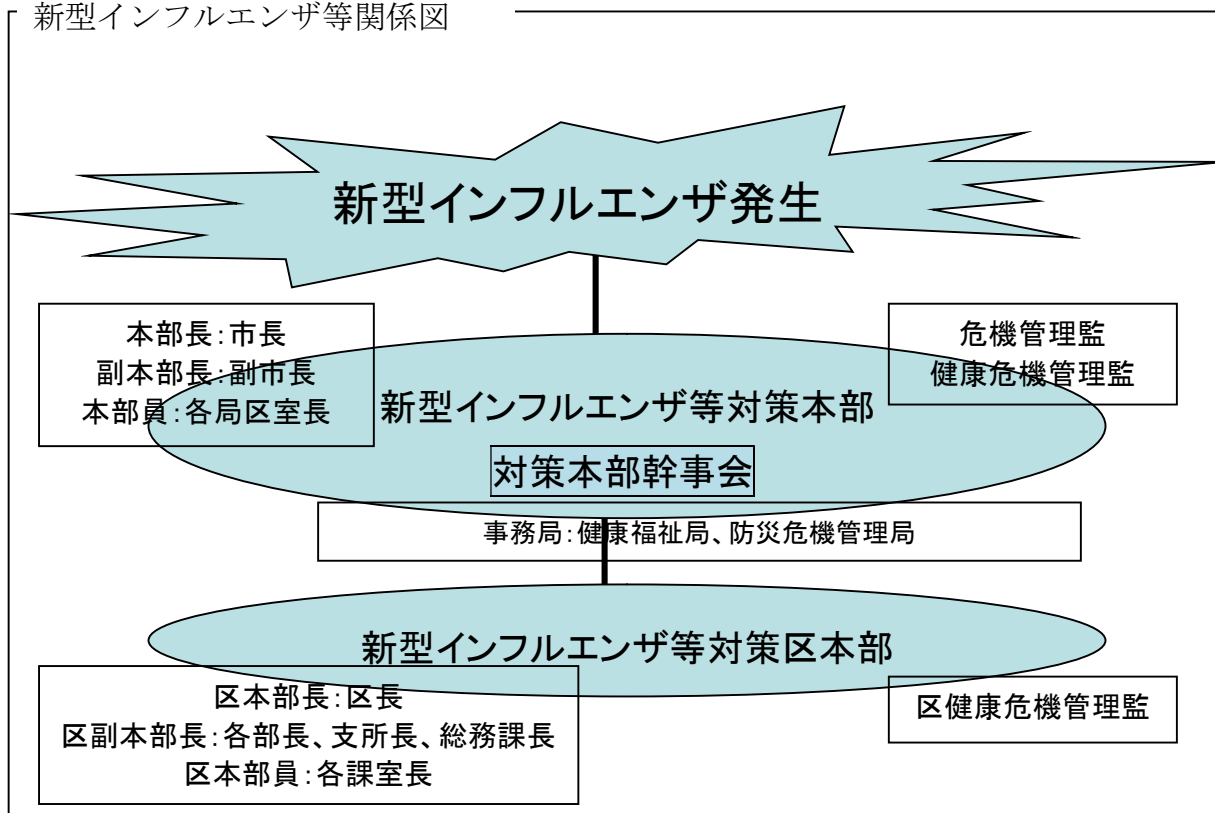 新型インフルエンザ等関係図
新型インフルエンザ発生
本部長:市長
副本部長:副市長
本部員:各局区室長
危機管理監
健康危機管理監
新型インフルエンザ等対策本部
対策本部幹事会
事務局:健康福祉局、防災危機管理局
新型インフルエンザ等対策区本部
区本部長:区長
区副本部長:各部長、支所長、総務課長
区本部員:各課室長
区健康危機管理監